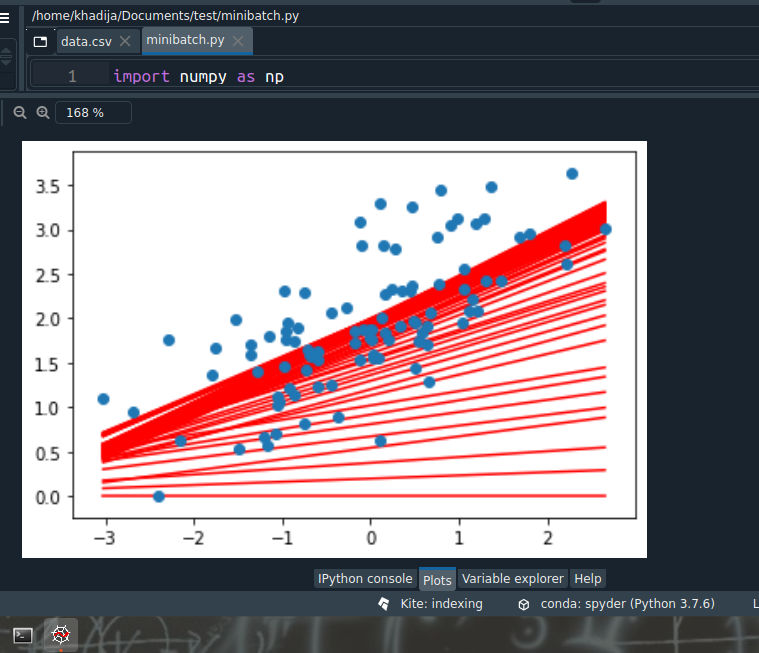 /home/khadija/Documents/test/minibatch.py
data.csv minibatch.py
1 import numpy as np
168 %
3.5
3.0
2.5
2.0
1.5
1.0
0.5
0.0
−3 −2 −1 0 1 2
IPython console Plots Variable explorer Help
Kite: indexing conda: spyder (Python 3.7.6) L